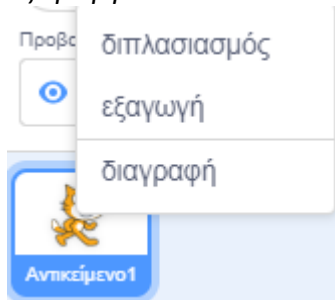 Προβο
διπλασιασμός
εξαγωγή
διαγραφή
Αντικείμενο1